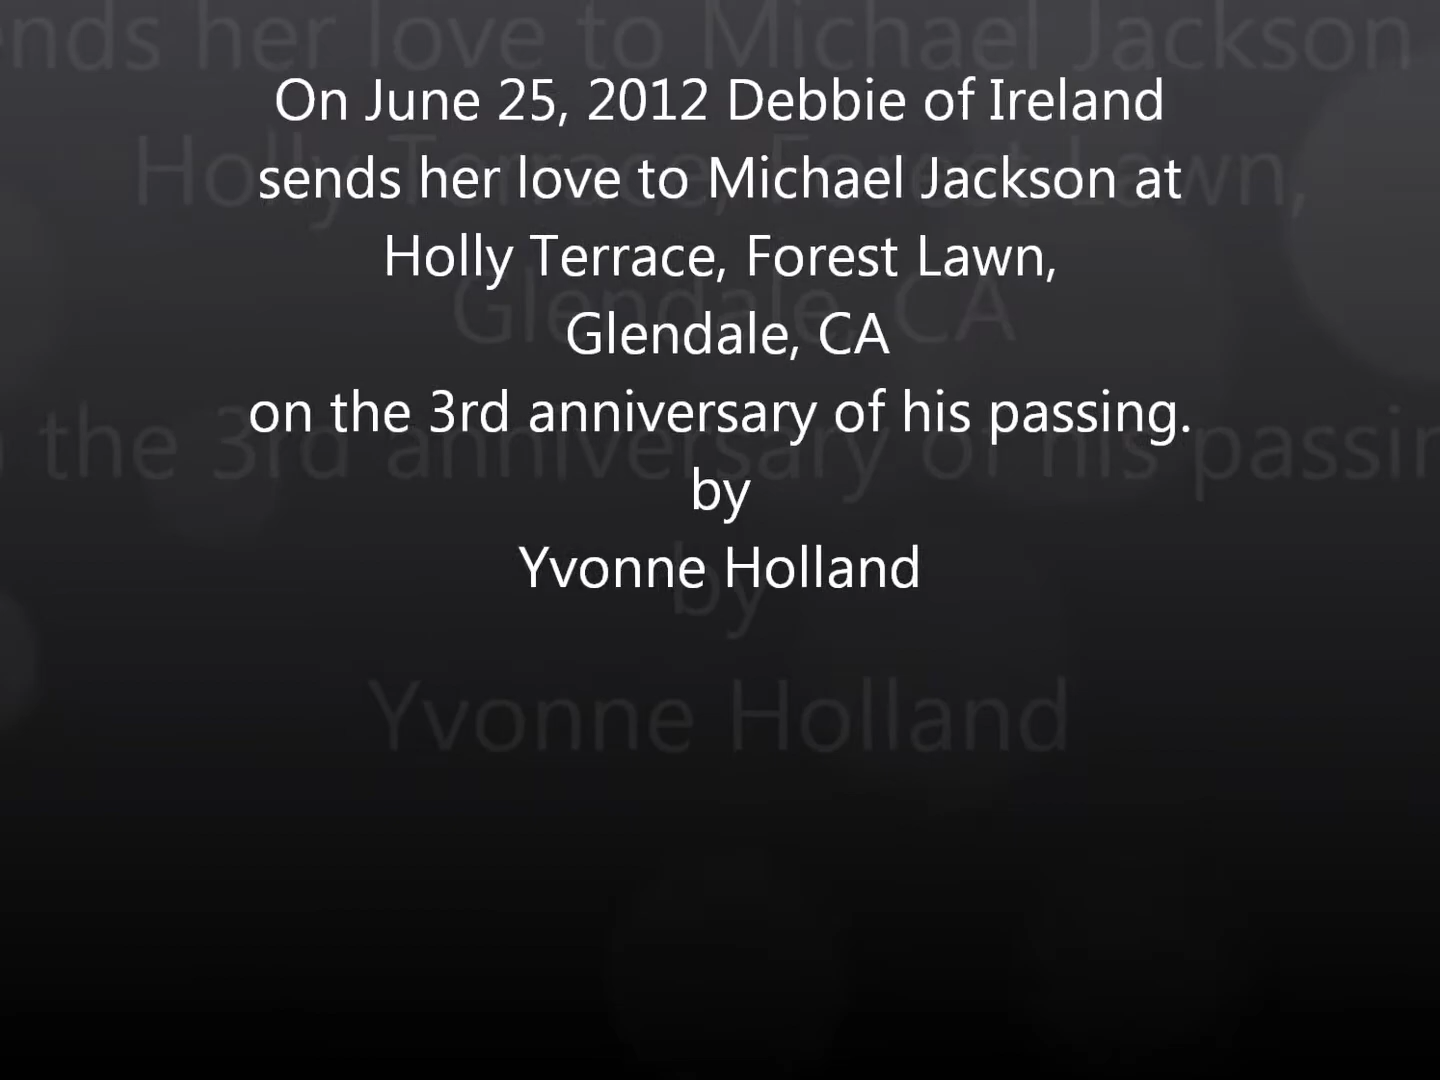 On June 25, 2012 Debbie of Ireland
sends her love to Michael Jackson at
Holly Terrace, Forest Lawn,
Glendale, CA
on the 3rd anniversary of his passing.
by
Yvonne Holland